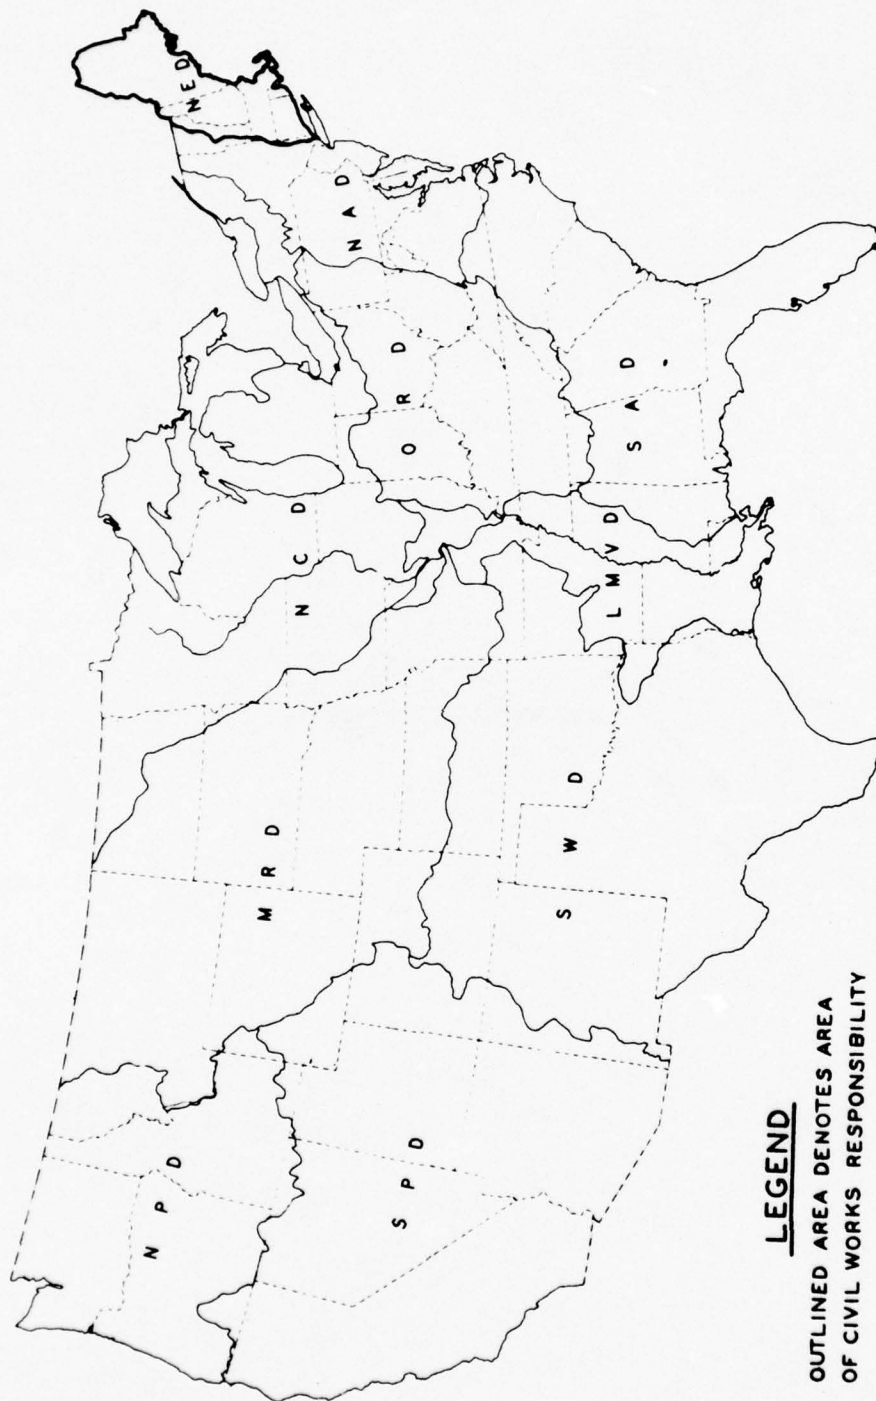 NED
NAD
NCD
ORD
NPD
MRD
SPD
SWD
LMVD
SAD
LEGEND
OUTLINED AREA DENOTES AREA
OF CIVIL WORKS RESPONSIBILITY